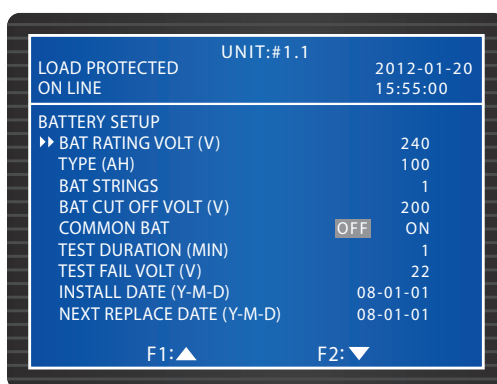 UNIT:#1.1
LOAD PROTECTED 2012-01-20
ON LINE 15:55:00
BATTERY SETUP
BAT RATING VOLT (V) 240
TYPE (AH) 100
BAT STRINGS 1
BAT CUT OFF VOLT (V) 200
COMMON BAT OFF ON
TEST DURATION (MIN) 1
TEST FAIL VOLT (V) 22
INSTALL DATE (Y-M-D) 08-01-01
NEXT REPLACE DATE (Y-M-D) 08-01-01
F1:▲ F2:▼